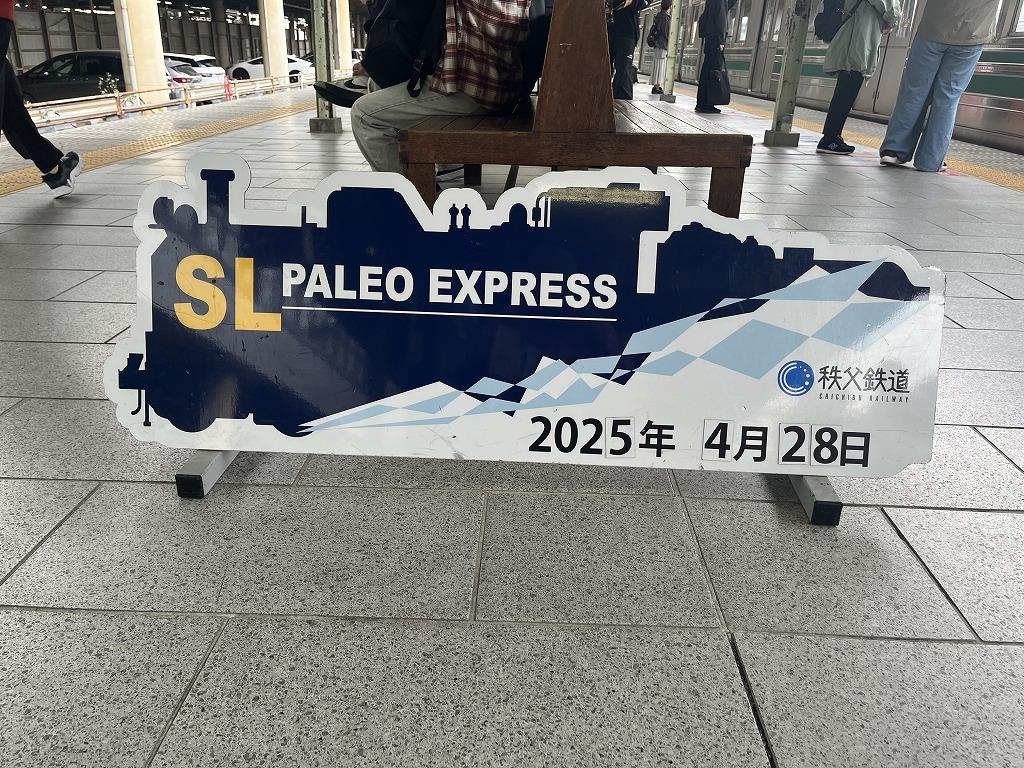 SL PALEO EXPRESS
秩父鉄道
CHICHIBU RAILWAY
2025年 4月28日